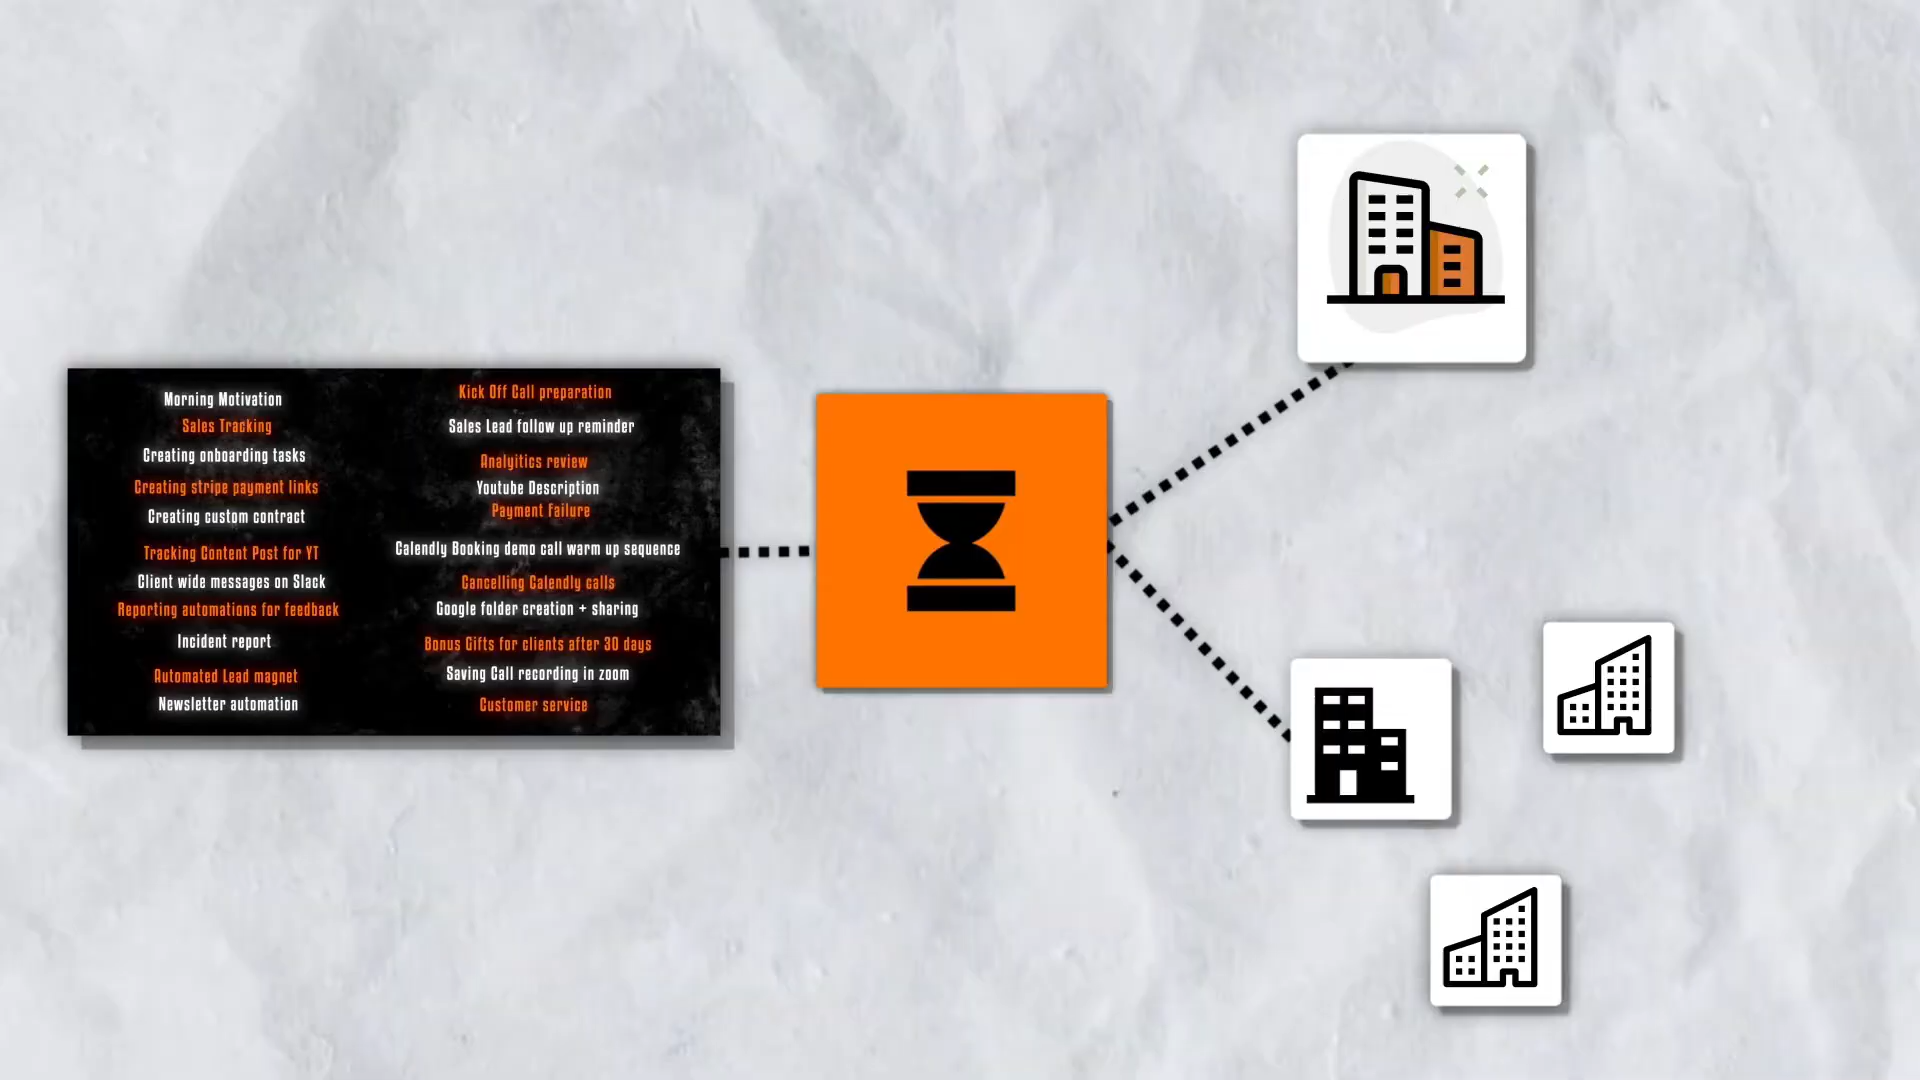 Morning Motivation
Sales Tracking
Creating onboarding tasks
Creating stripe payment links
Creating custom contract
Tracking Content Post for YT
Client wide messages on Slack
Reporting automations for feedback
Incident report
Automated Lead magnet
Newsletter automation
Kick Off Call preparation
Sales Lead follow up reminder
Analyitics review
Youtube Description
Payment failure
Calendly Booking demo call warm up sequence
Cancelling Calendly calls
Google folder creation + sharing
Bonus Gifts for clients after 30 days
Saving Call recording in zoom
Customer service